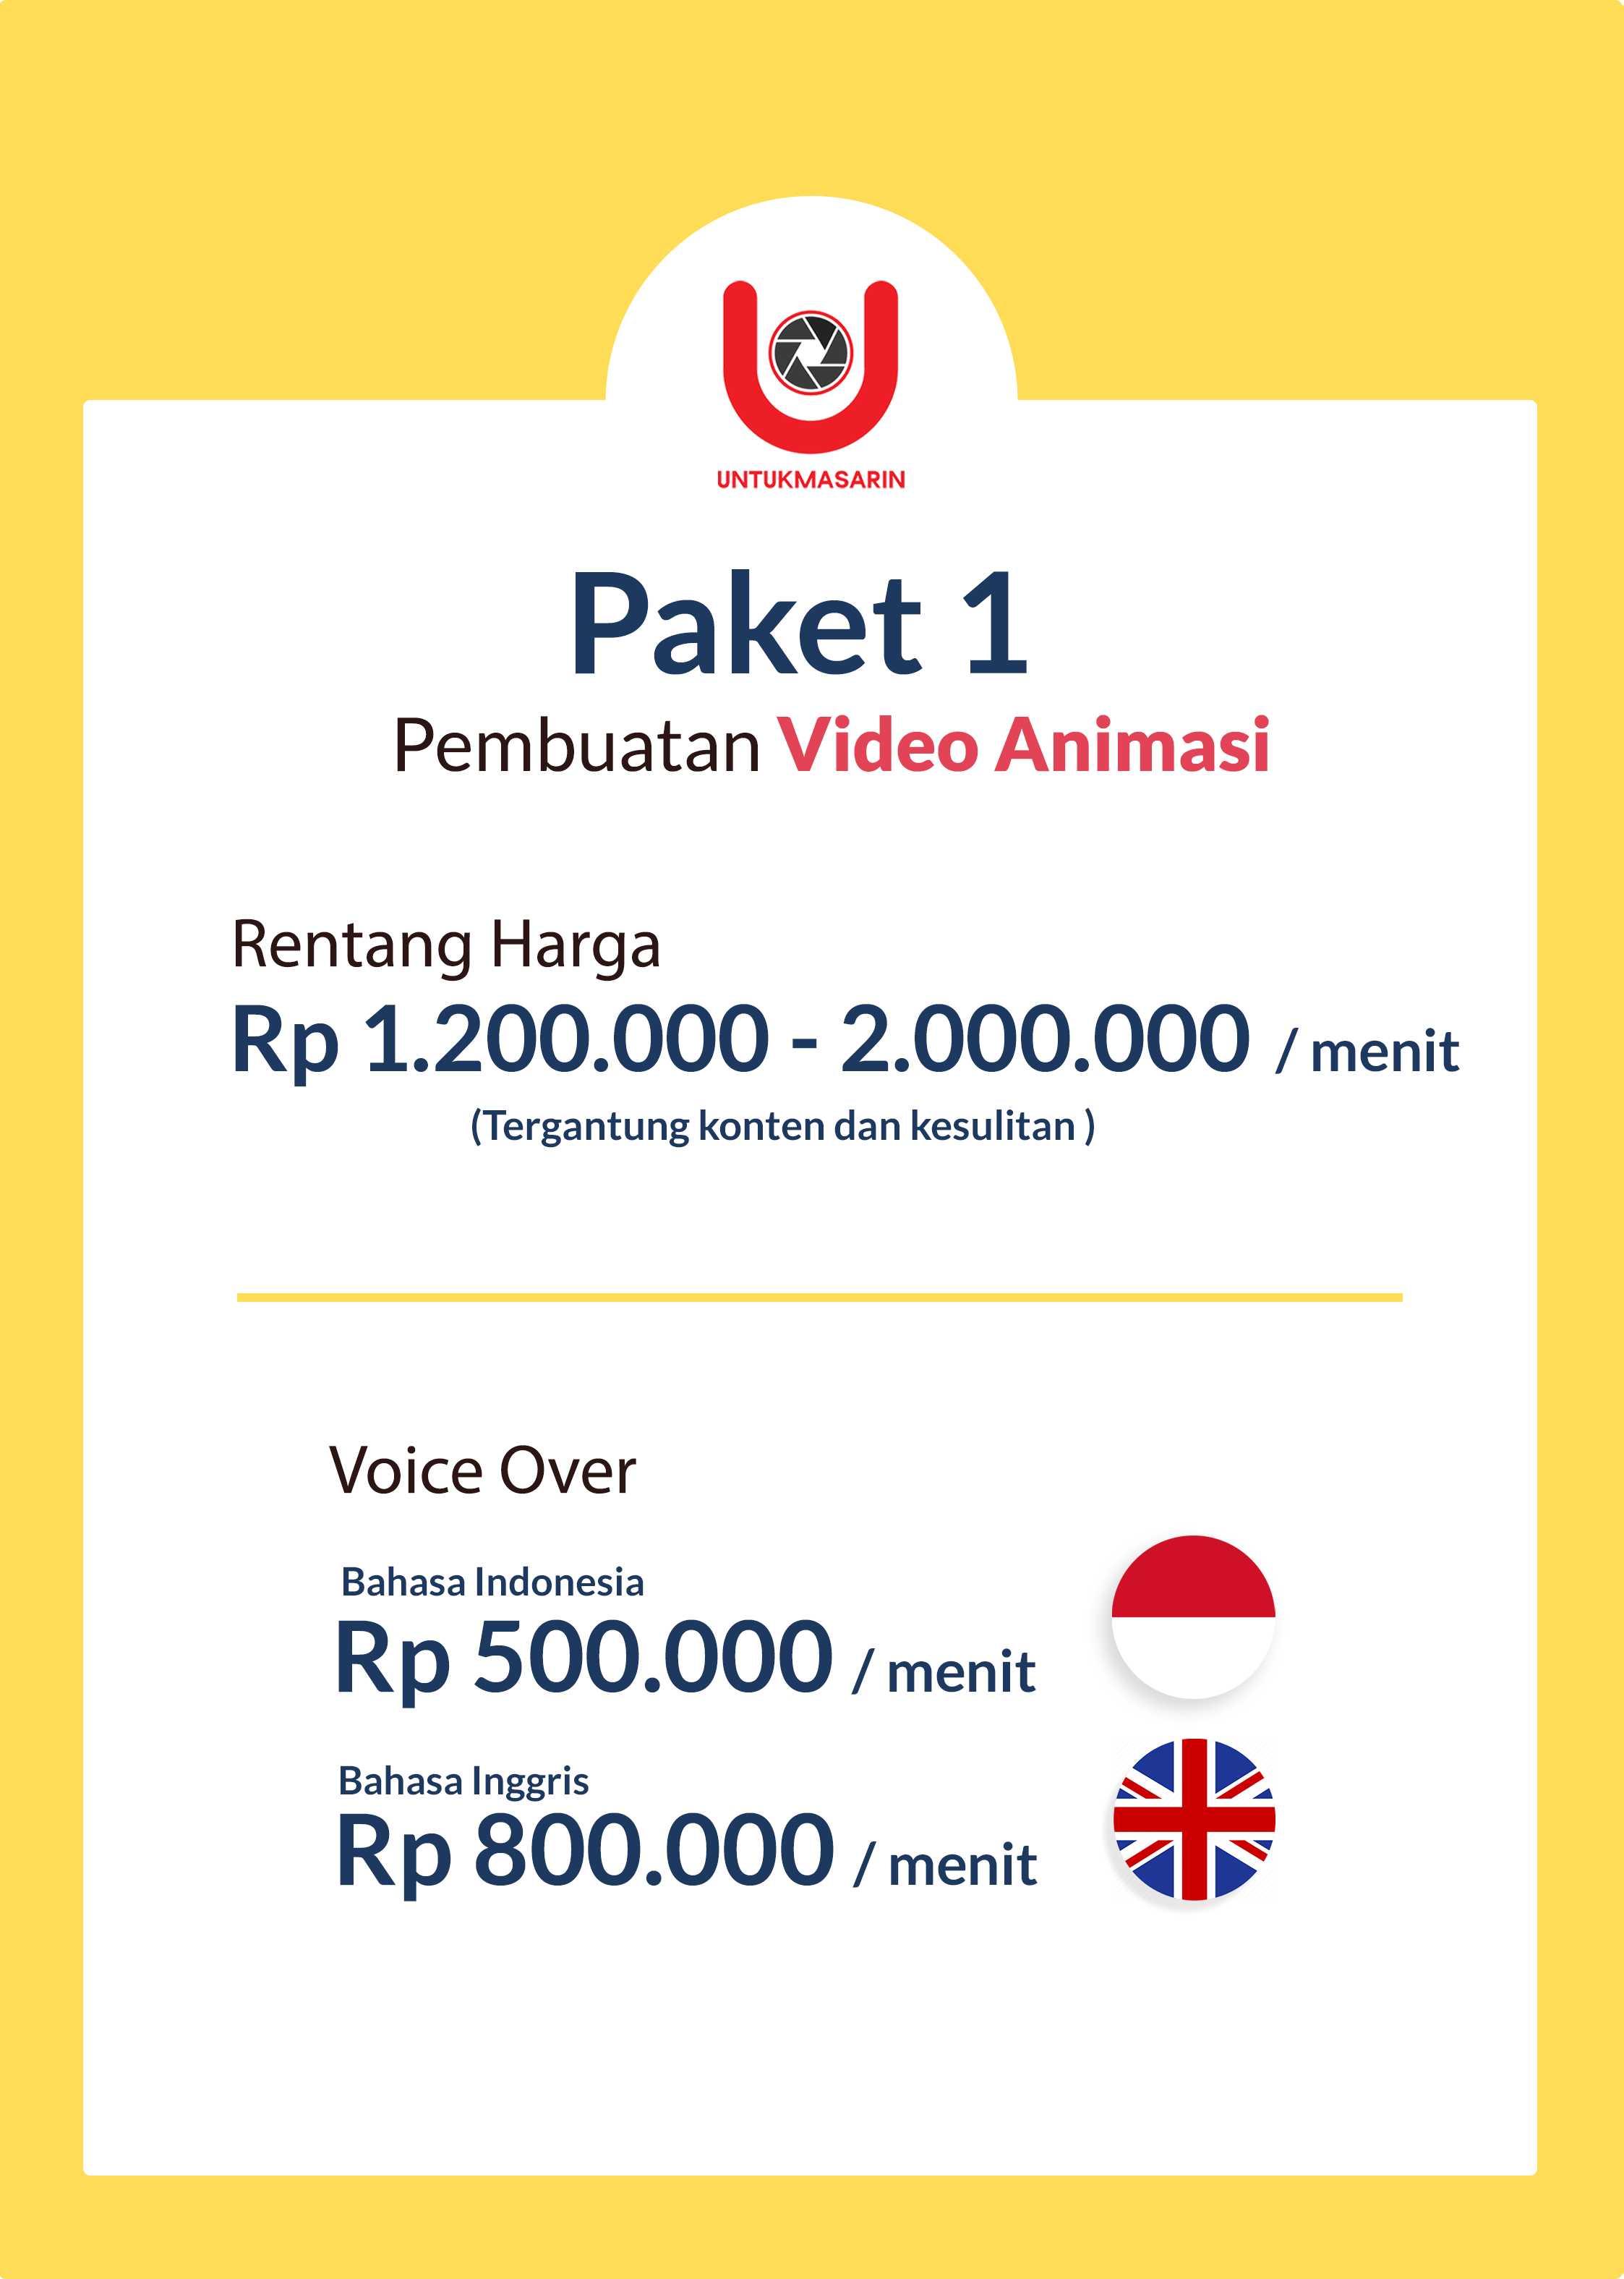 UNTUKMASARIN
Paket 1
Pembuatan Video Animasi
Rentang Harga
Rp 1.200.000 - 2.000.000 / menit
(Tergantung konten dan kesulitan )
Voice Over
Bahasa Indonesia
Rp 500.000 / menit
Bahasa Inggris
Rp 800.000 / menit